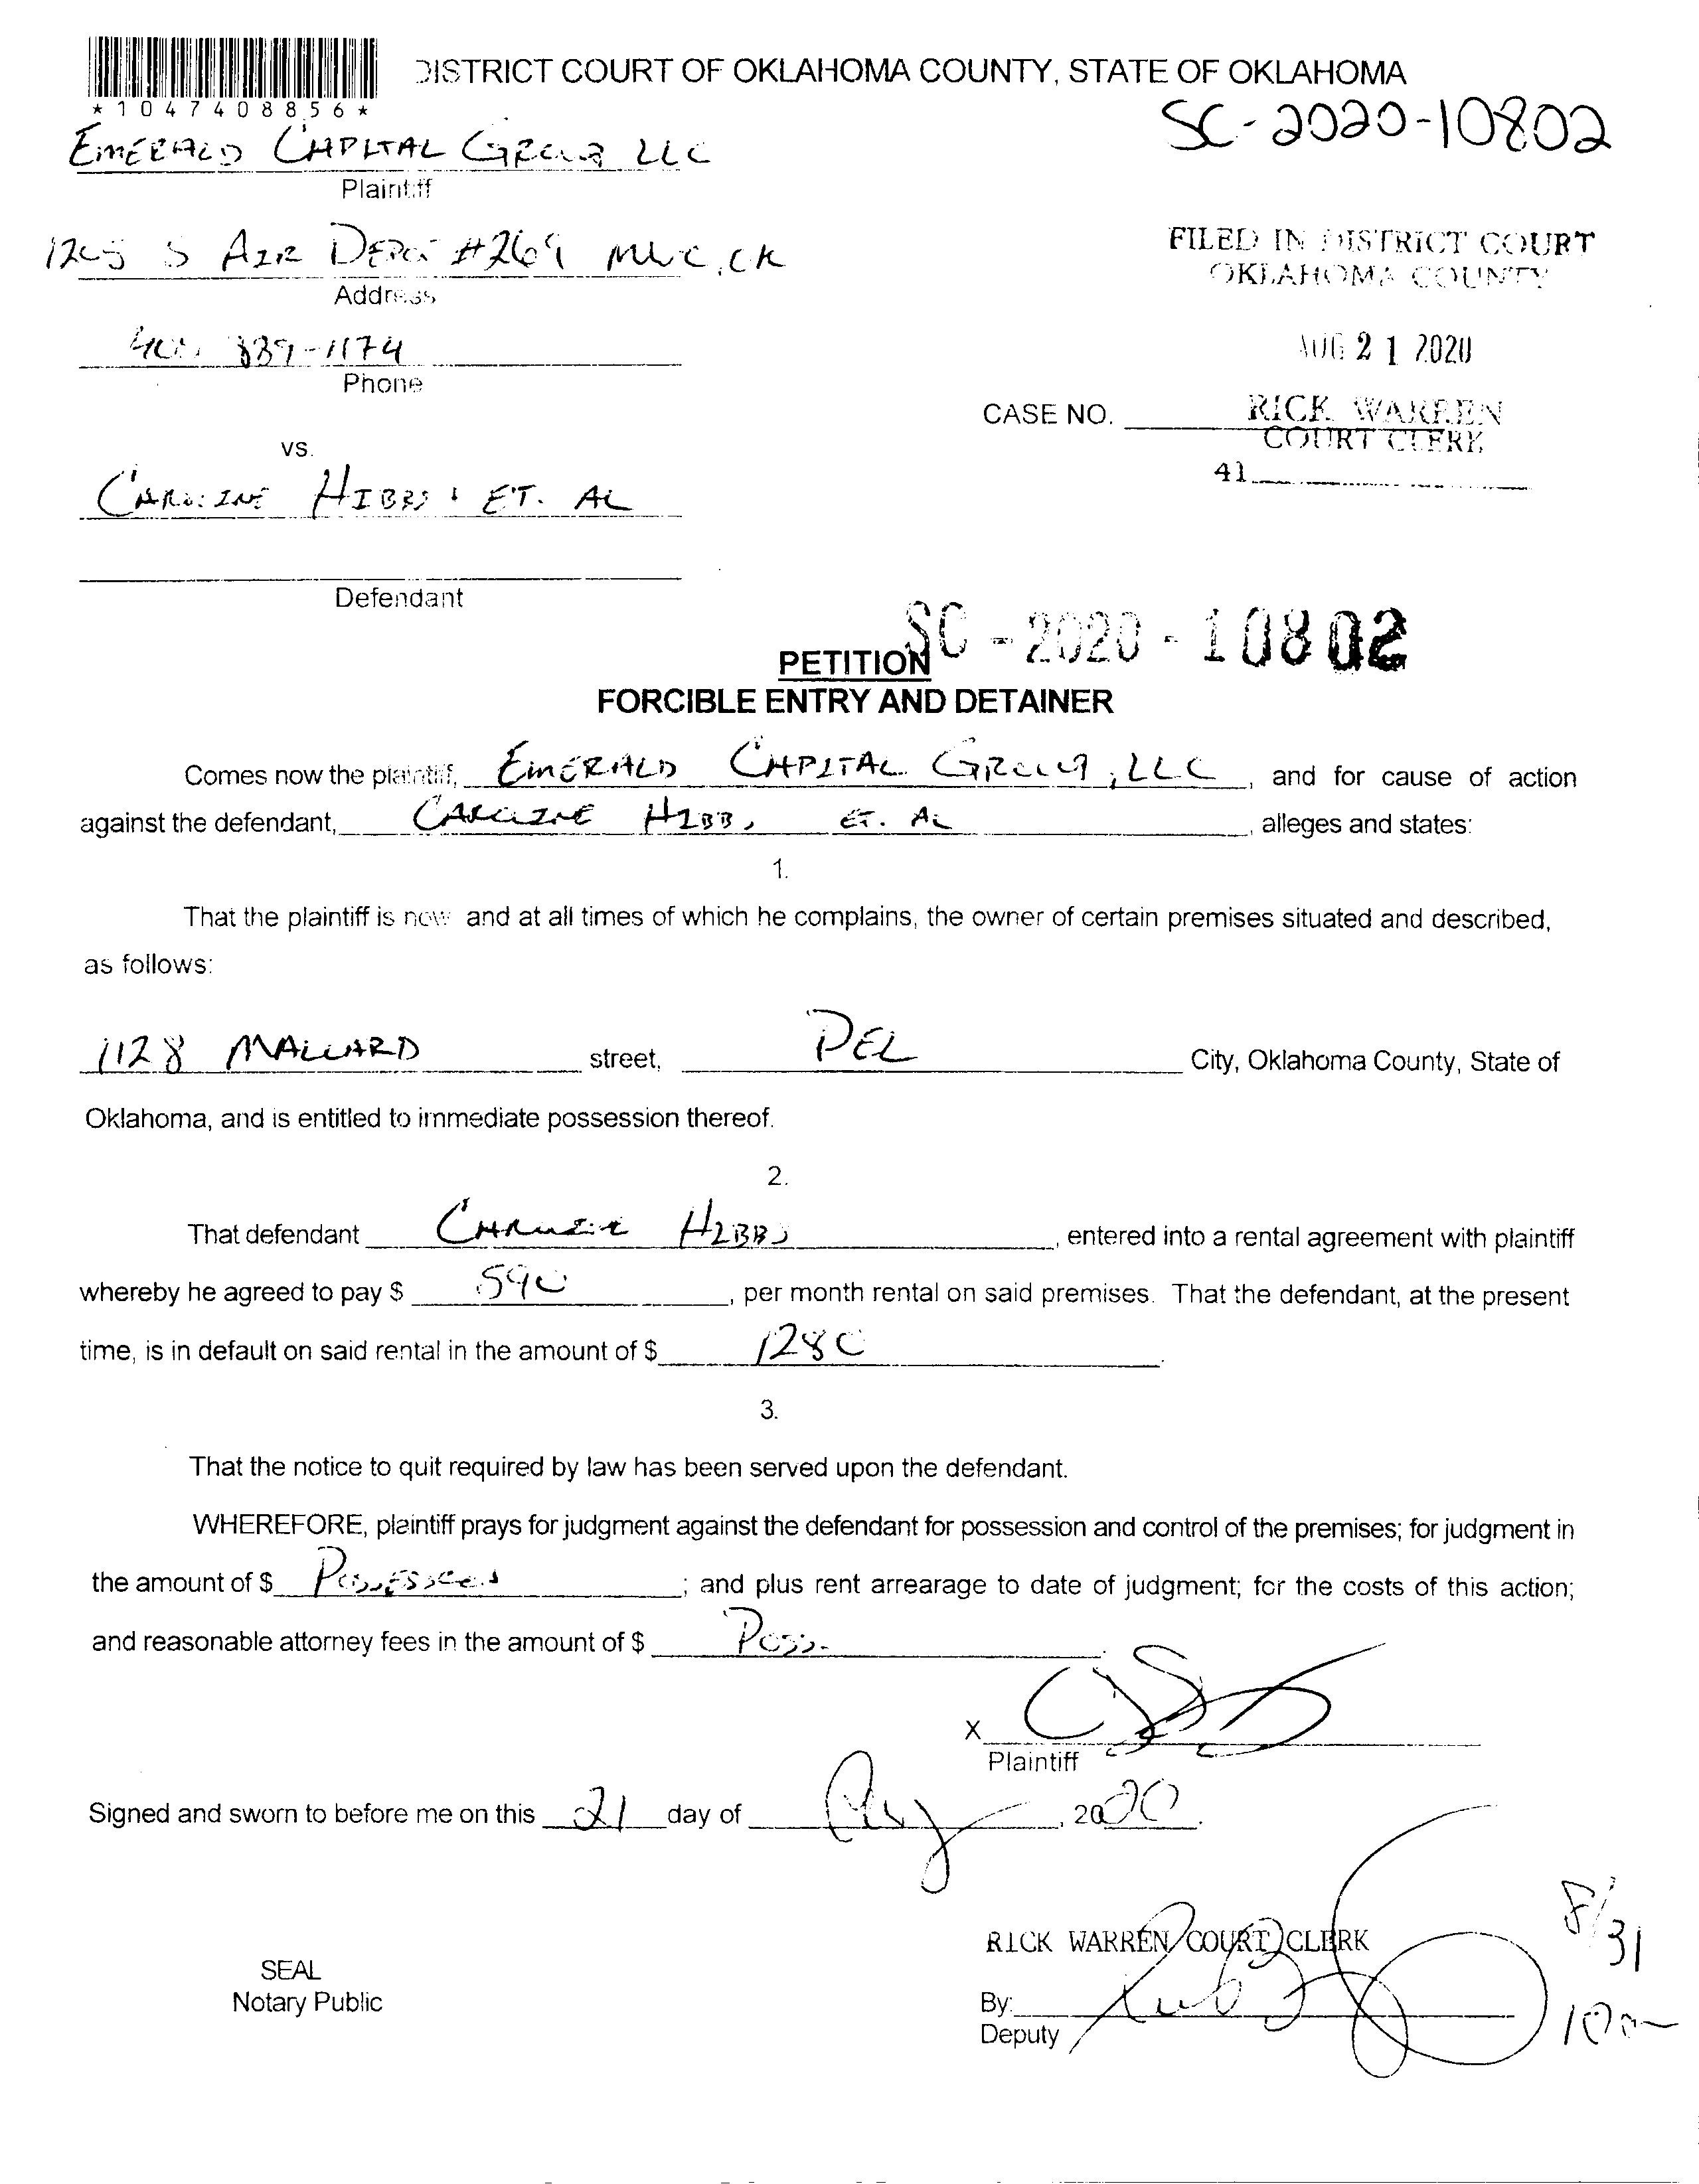 *1047408856*
DISTRICT COURT OF OKLAHOMA COUNTY, STATE OF OKLAHOMA
SC-2020-10802
EMERALD CAPITAL GROUP LLC
Plaintiff
1205 S AIR DEPOT #269 MWC, OK
Address
FILED IN DISTRICT COURT
OKLAHOMA COUNTY
889-1174
Phone
AUG 21 2020
CASE NO.
RICK WARREN
COURT CLERK
41
vs.
CAROLINE HIBBS ET. AL
Defendant
SC-2020-10802
PETITION
FORCIBLE ENTRY AND DETAINER
Comes now the plaintiff, EMERALD CAPITAL GROUP, LLC, and for cause of action
against the defendant, CAROLINE HIBBS ET. AL, alleges and states:
1.
That the plaintiff is now and at all times of which he complains, the owner of certain premises situated and described,
as follows:
1128 MALLARD street, DEL City, Oklahoma County, State of
Oklahoma, and is entitled to immediate possession thereof.
2.
That defendant CAROLINE HIBBS, entered into a rental agreement with plaintiff
whereby he agreed to pay $ 590, per month rental on said premises. That the defendant, at the present
time, is in default on said rental in the amount of $ 1280.
3.
That the notice to quit required by law has been served upon the defendant.
WHEREFORE, plaintiff prays for judgment against the defendant for possession and control of the premises; for judgment in
the amount of $ POSSESSION; and plus rent arrearage to date of judgment; for the costs of this action;
and reasonable attorney fees in the amount of $ POSS.
X
Plaintiff
Signed and sworn to before me on this 21 day of Aug, 2020.
8/31
RICK WARREN COURT CLERK
SEAL
Notary Public
By:
Deputy